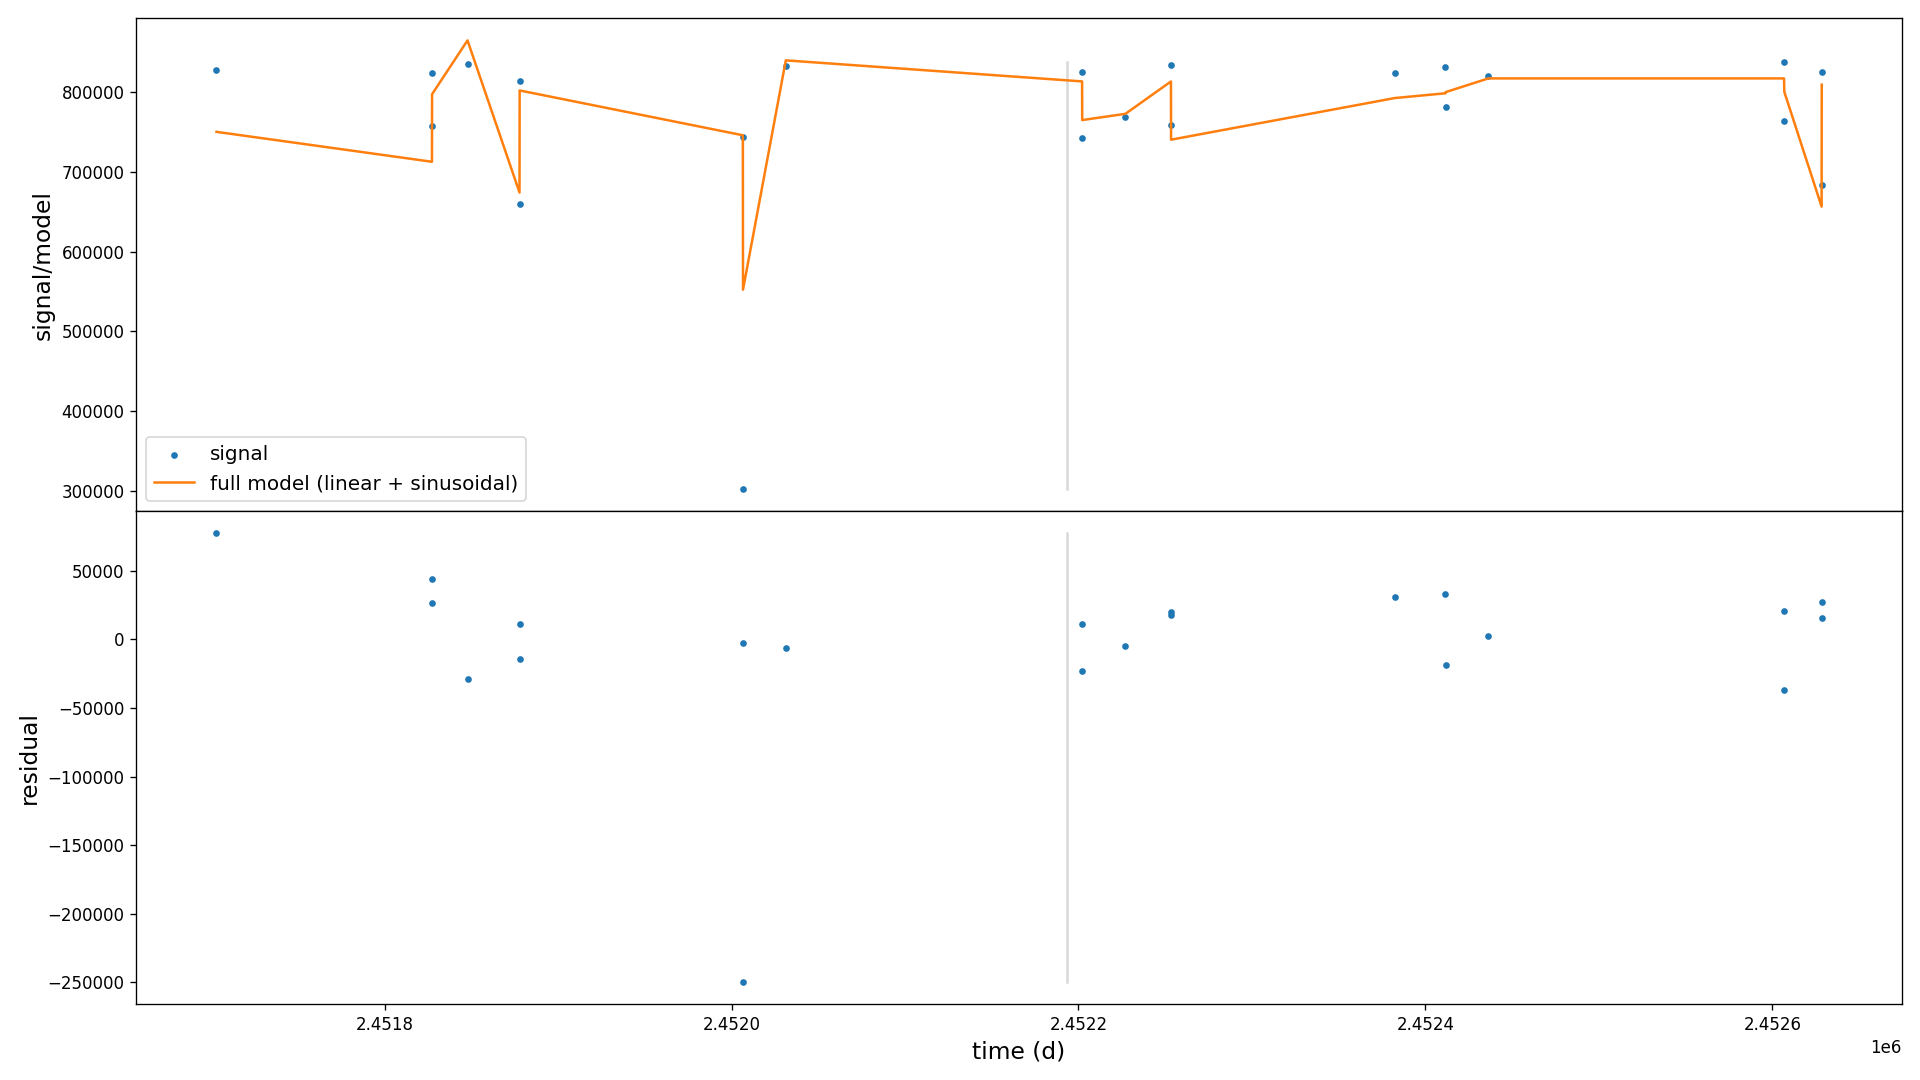 800000
700000
600000
500000
400000
300000
signal/model
signal
full model (linear + sinusoidal)
50000
0
−50000
−100000
−150000
−200000
−250000
residual
2.4518 2.4520 2.4522 2.4524 2.4526
time (d)
1e6